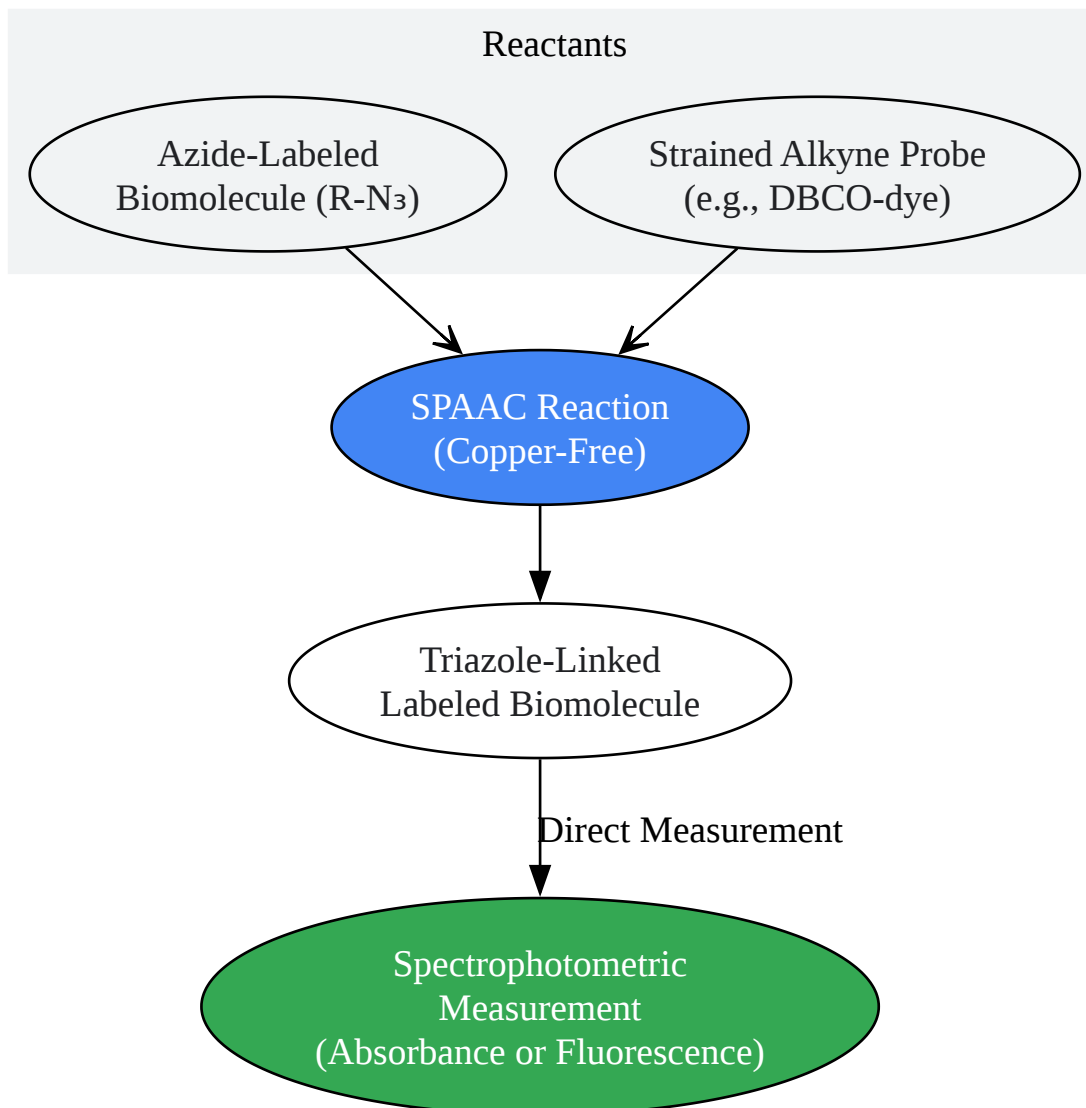 Reactants
Azide-Labeled
Biomolecule (R-N₃)
Strained Alkyne Probe
(e.g., DBCO-dye)
SPAAC Reaction
(Copper-Free)
Triazole-Linked
Labeled Biomolecule
Direct Measurement
Spectrophotometric
Measurement
(Absorbance or Fluorescence)